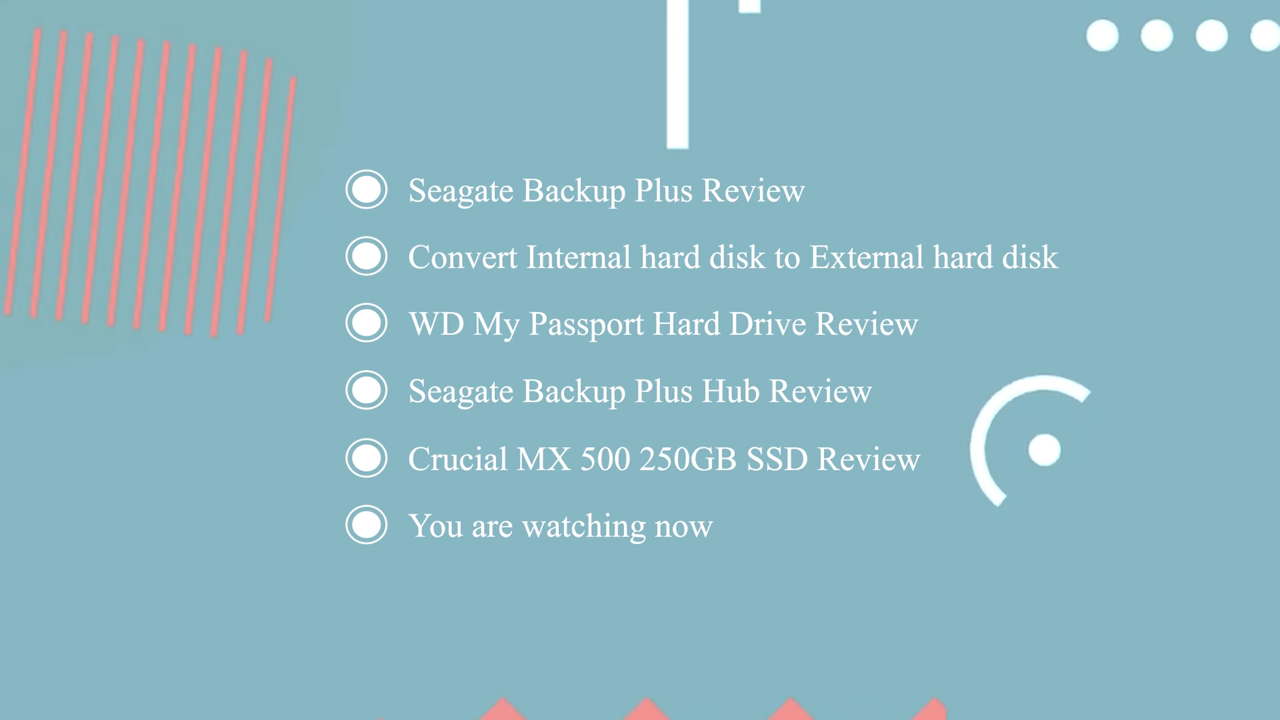 Seagate Backup Plus Review
Convert Internal hard disk to External hard disk
WD My Passport Hard Drive Review
Seagate Backup Plus Hub Review
Crucial MX 500 250GB SSD Review
You are watching now